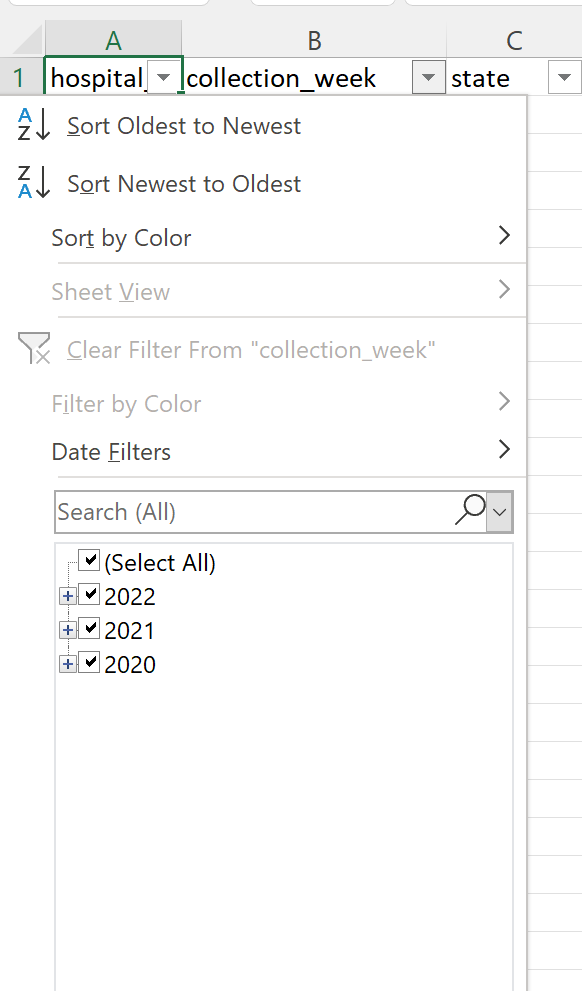 A B C
1 hospital_ collection_week state
A
Z Sort Oldest to Newest
Z
A Sort Newest to Oldest
Sort by Color
Sheet View
Clear Filter From "collection_week"
Filter by Color
Date Filters
Search (All)
(Select All)
2022
2021
2020